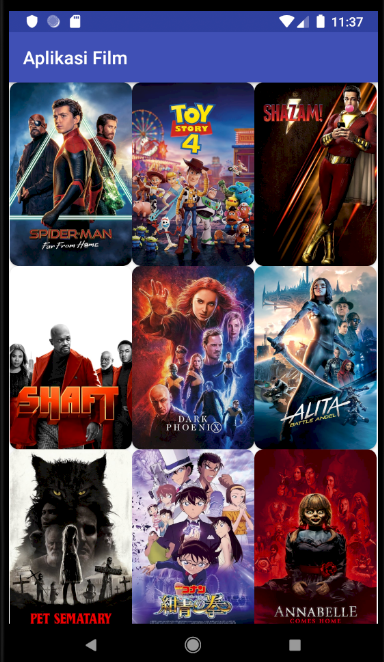 11:37
Aplikasi Film
SPIDER-MAN
FAR FROM HOME
TOY
STORY
4
SHAZAM!
SHAFT
DARK
PHOENIX
ALITA
BATTLE ANGEL
PET SEMATARY
名探偵
コナン
紺青の拳
ANNABELLE
COMES HOME